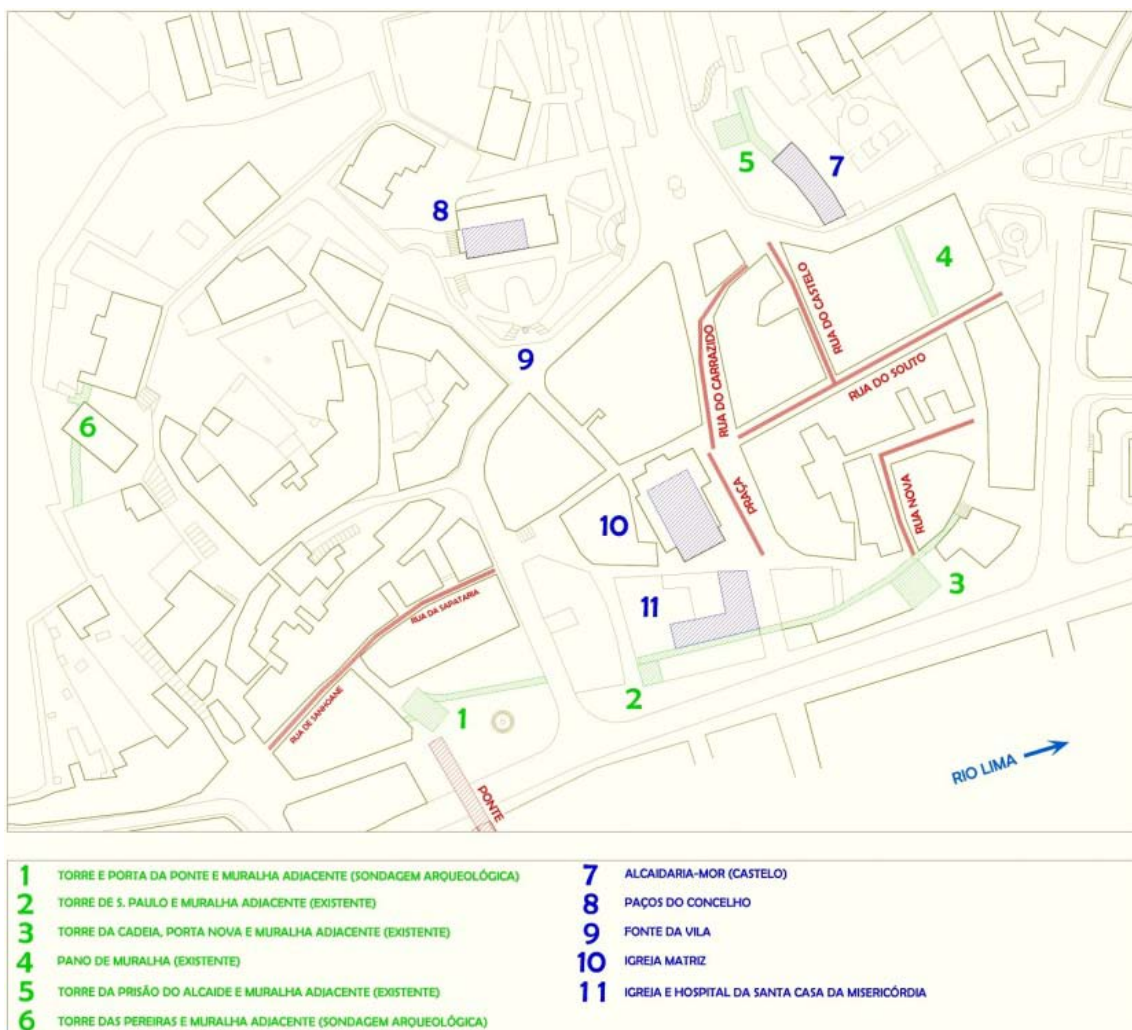 5
7
8
4
RUA DO CASTELO
RUA DO CARRAZIDO
9
RUA DO SOUTO
6
PRAÇA
RUA NOVA
10
3
RUA DA SAPATARIA
11
2
RUA DE SANHOANE
1
RIO LIMA
PONTE
1 TORRE E PORTA DA PONTE E MURALHA ADJACENTE (SONDAGEM ARQUEOLÓGICA)
2 TORRE DE S. PAULO E MURALHA ADJACENTE (EXISTENTE)
3 TORRE DA CADEIA, PORTA NOVA E MURALHA ADJACENTE (EXISTENTE)
4 PANO DE MURALHA (EXISTENTE)
5 TORRE DA PRISÃO DO ALCAIDE E MURALHA ADJACENTE (EXISTENTE)
6 TORRE DAS PEREIRAS E MURALHA ADJACENTE (SONDAGEM ARQUEOLÓGICA)
7 ALCAIDARIA-MOR (CASTELO)
8 PAÇOS DO CONCELHO
9 FONTE DA VILA
10 IGREJA MATRIZ
11 IGREJA E HOSPITAL DA SANTA CASA DA MISERICÓRDIA